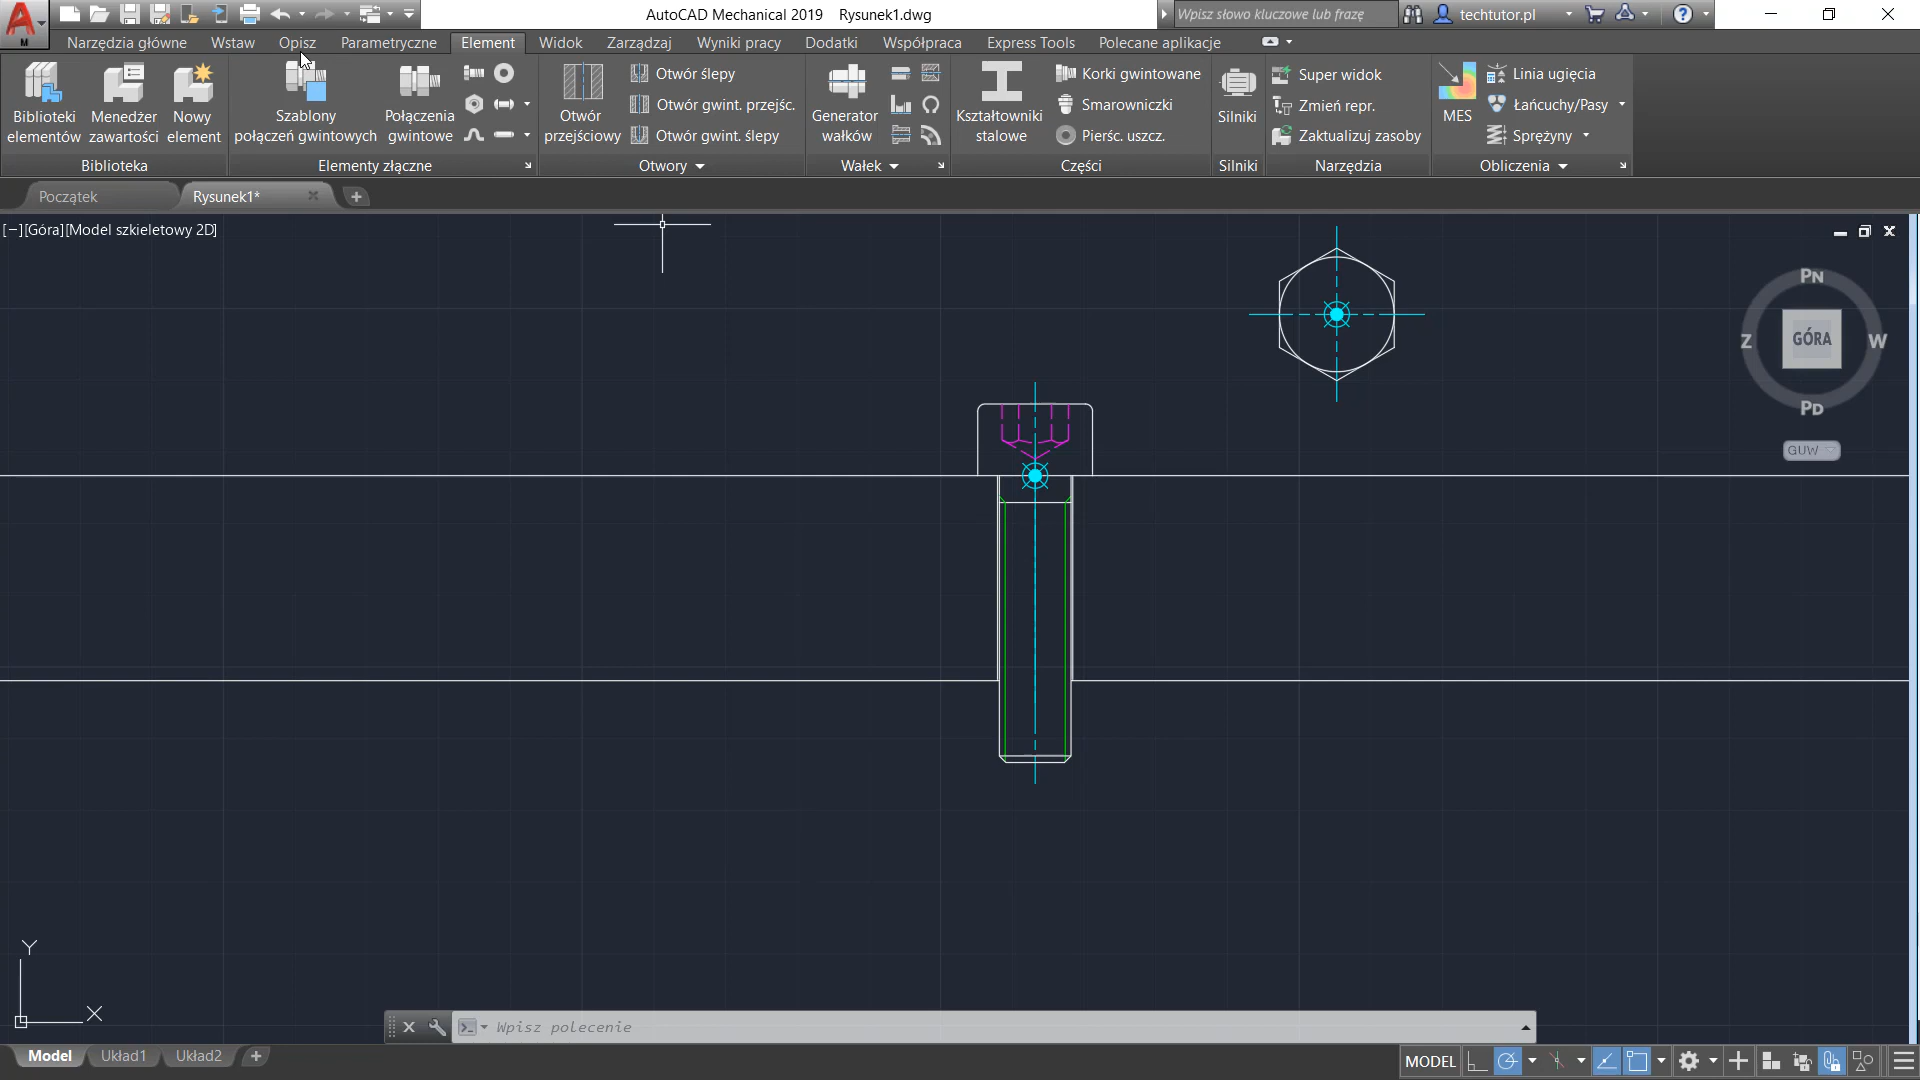 AutoCAD Mechanical 2019 Rysunek1.dwg
Wpisz słowo kluczowe lub frazę
techtutor.pl
M
Narzędzia główne Wstaw Opisz Parametryczne Element Widok Zarządzaj Wyniki pracy Dodatki Współpraca Express Tools Polecane aplikacje
Biblioteki elementów
Menedżer zawartości
Nowy element
Biblioteka
Szablony połączeń gwintowych
Połączenia gwintowe
Elementy złączne
Otwór przejściowy
Otwór ślepy
Otwór gwint. przejśc.
Otwór gwint. ślepy
Otwory
Generator wałków
Wałek
Kształtowniki stalowe
Korki gwintowane
Smarowniczki
Pierśc. uszcz.
Części
Silniki
Silniki
Super widok
Zmień repr.
Zaktualizuj zasoby
Narzędzia
MES
Linia ugięcia
Łańcuchy/Pasy
Sprężyny
Obliczenia
Początek
Rysunek1*
[−][Góra][Model szkieletowy 2D]
PN
Z GÓRA W
PD
GUW
Y
X
Wpisz polecenie
Model Układ1 Układ2
MODEL